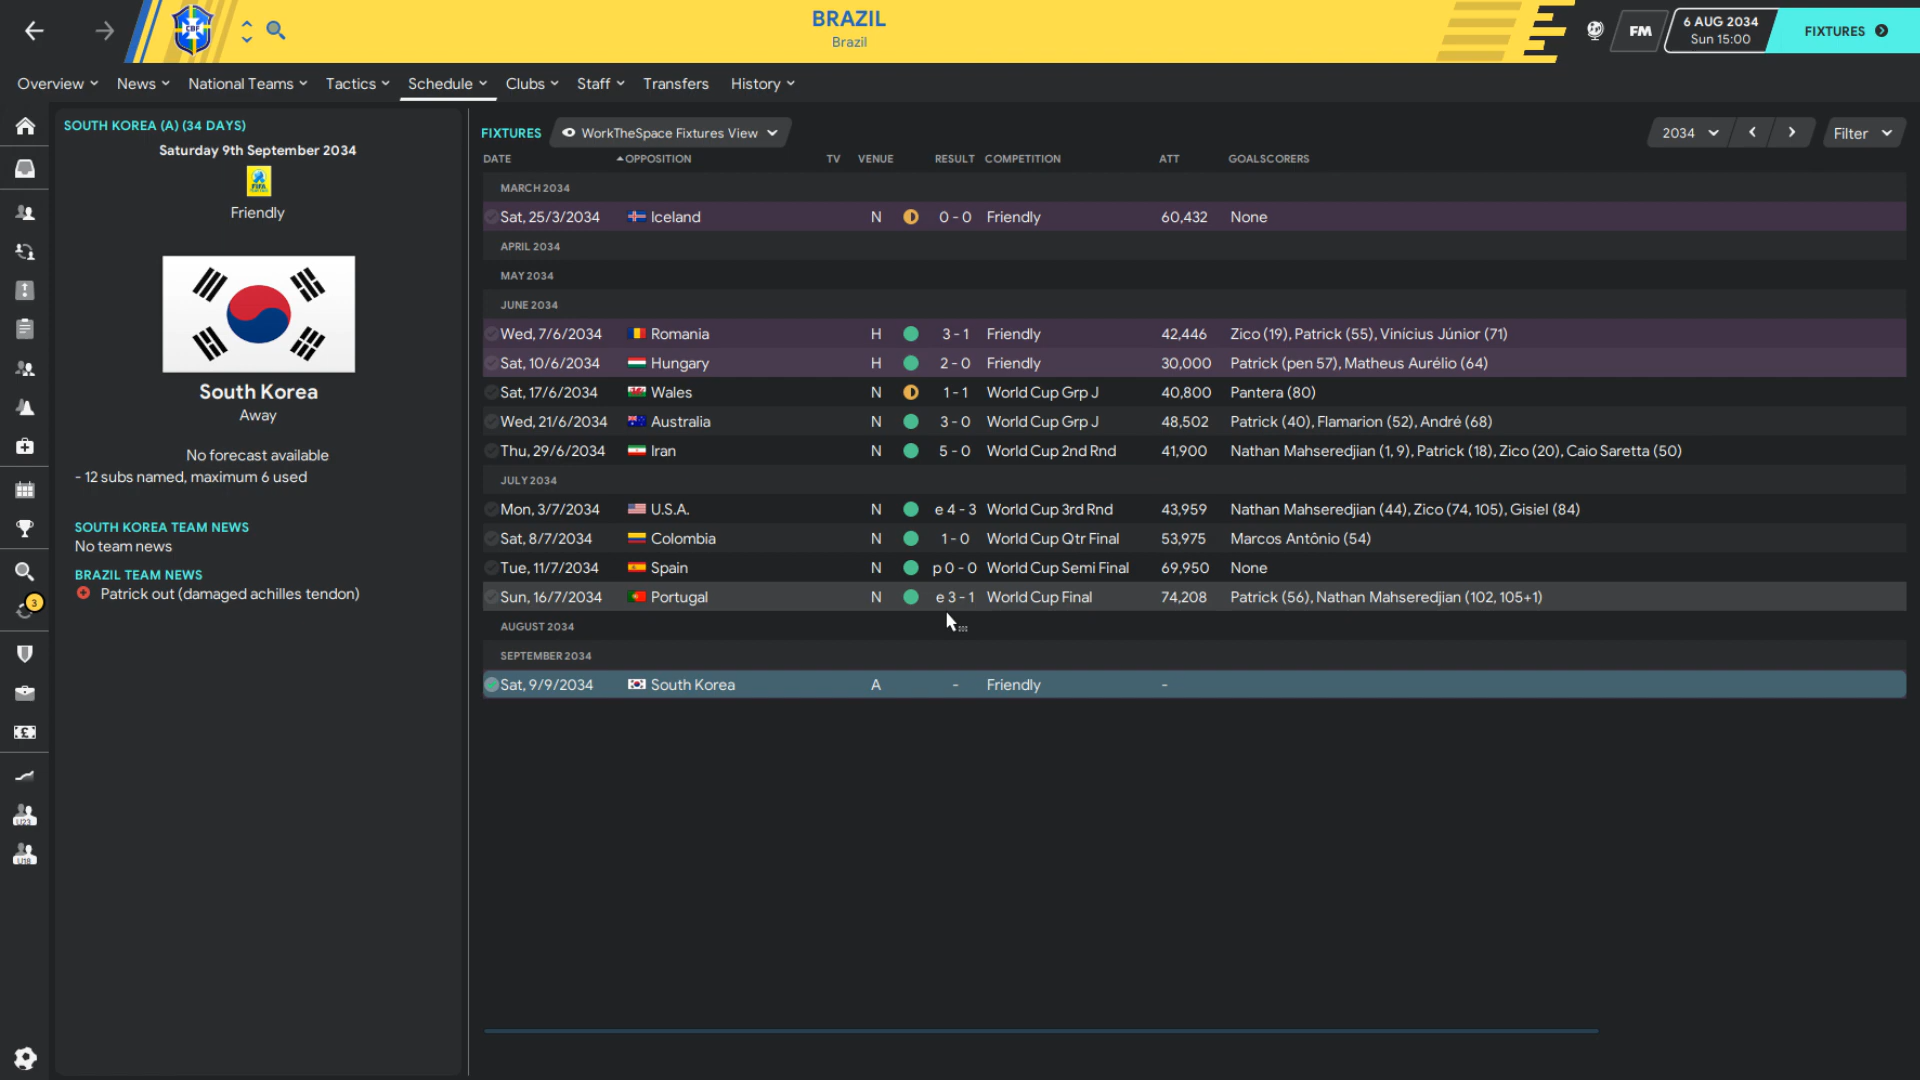 BRAZIL
Brazil
FM
6 AUG 2034
Sun 15:00
FIXTURES
Overview News National Teams Tactics Schedule Clubs Staff Transfers History
SOUTH KOREA (A) (34 DAYS)
Saturday 9th September 2034
FIFA
Friendly
South Korea
Away
No forecast available
- 12 subs named, maximum 6 used
SOUTH KOREA TEAM NEWS
No team news
BRAZIL TEAM NEWS
Patrick out (damaged achilles tendon)
3
U23
U18
FIXTURES WorkTheSpace Fixtures View 2034 Filter
DATE OPPOSITION TV VENUE RESULT COMPETITION ATT GOALSCORERS
MARCH 2034
Sat, 25/3/2034 Iceland N 0 - 0 Friendly 60,432 None
APRIL 2034
MAY 2034
JUNE 2034
Wed, 7/6/2034 Romania H 3 - 1 Friendly 42,446 Zico (19), Patrick (55), Vinícius Júnior (71)
Sat, 10/6/2034 Hungary H 2 - 0 Friendly 30,000 Patrick (pen 57), Matheus Aurélio (64)
Sat, 17/6/2034 Wales N 1 - 1 World Cup Grp J 40,800 Pantera (80)
Wed, 21/6/2034 Australia N 3 - 0 World Cup Grp J 48,502 Patrick (40), Flamarion (52), André (68)
Thu, 29/6/2034 Iran N 5 - 0 World Cup 2nd Rnd 41,900 Nathan Mahseredjian (1, 9), Patrick (18), Zico (20), Caio Saretta (50)
JULY 2034
Mon, 3/7/2034 U.S.A. N e 4 - 3 World Cup 3rd Rnd 43,959 Nathan Mahseredjian (44), Zico (74, 105), Gisiel (84)
Sat, 8/7/2034 Colombia N 1 - 0 World Cup Qtr Final 53,975 Marcos Antônio (54)
Tue, 11/7/2034 Spain N p 0 - 0 World Cup Semi Final 69,950 None
Sun, 16/7/2034 Portugal N e 3 - 1 World Cup Final 74,208 Patrick (56), Nathan Mahseredjian (102, 105+1)
AUGUST 2034
SEPTEMBER 2034
Sat, 9/9/2034 South Korea A - Friendly -